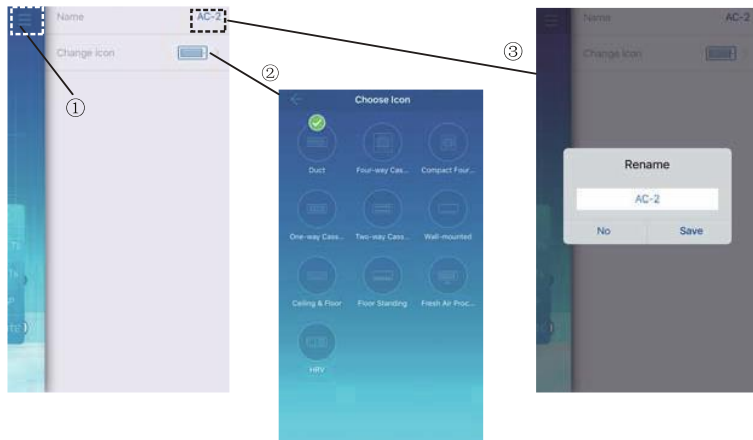 Name AC-2
Change icon
①
②
Choose Icon
Duct Four-way Cas... Compact Four...
One-way Cass... Two-way Cass... Wall-mounted
Ceiling & Floor Floor Standing Fresh Air Proc...
HRV
③
Name AC-2
Change icon
Rename
AC-2
No Save